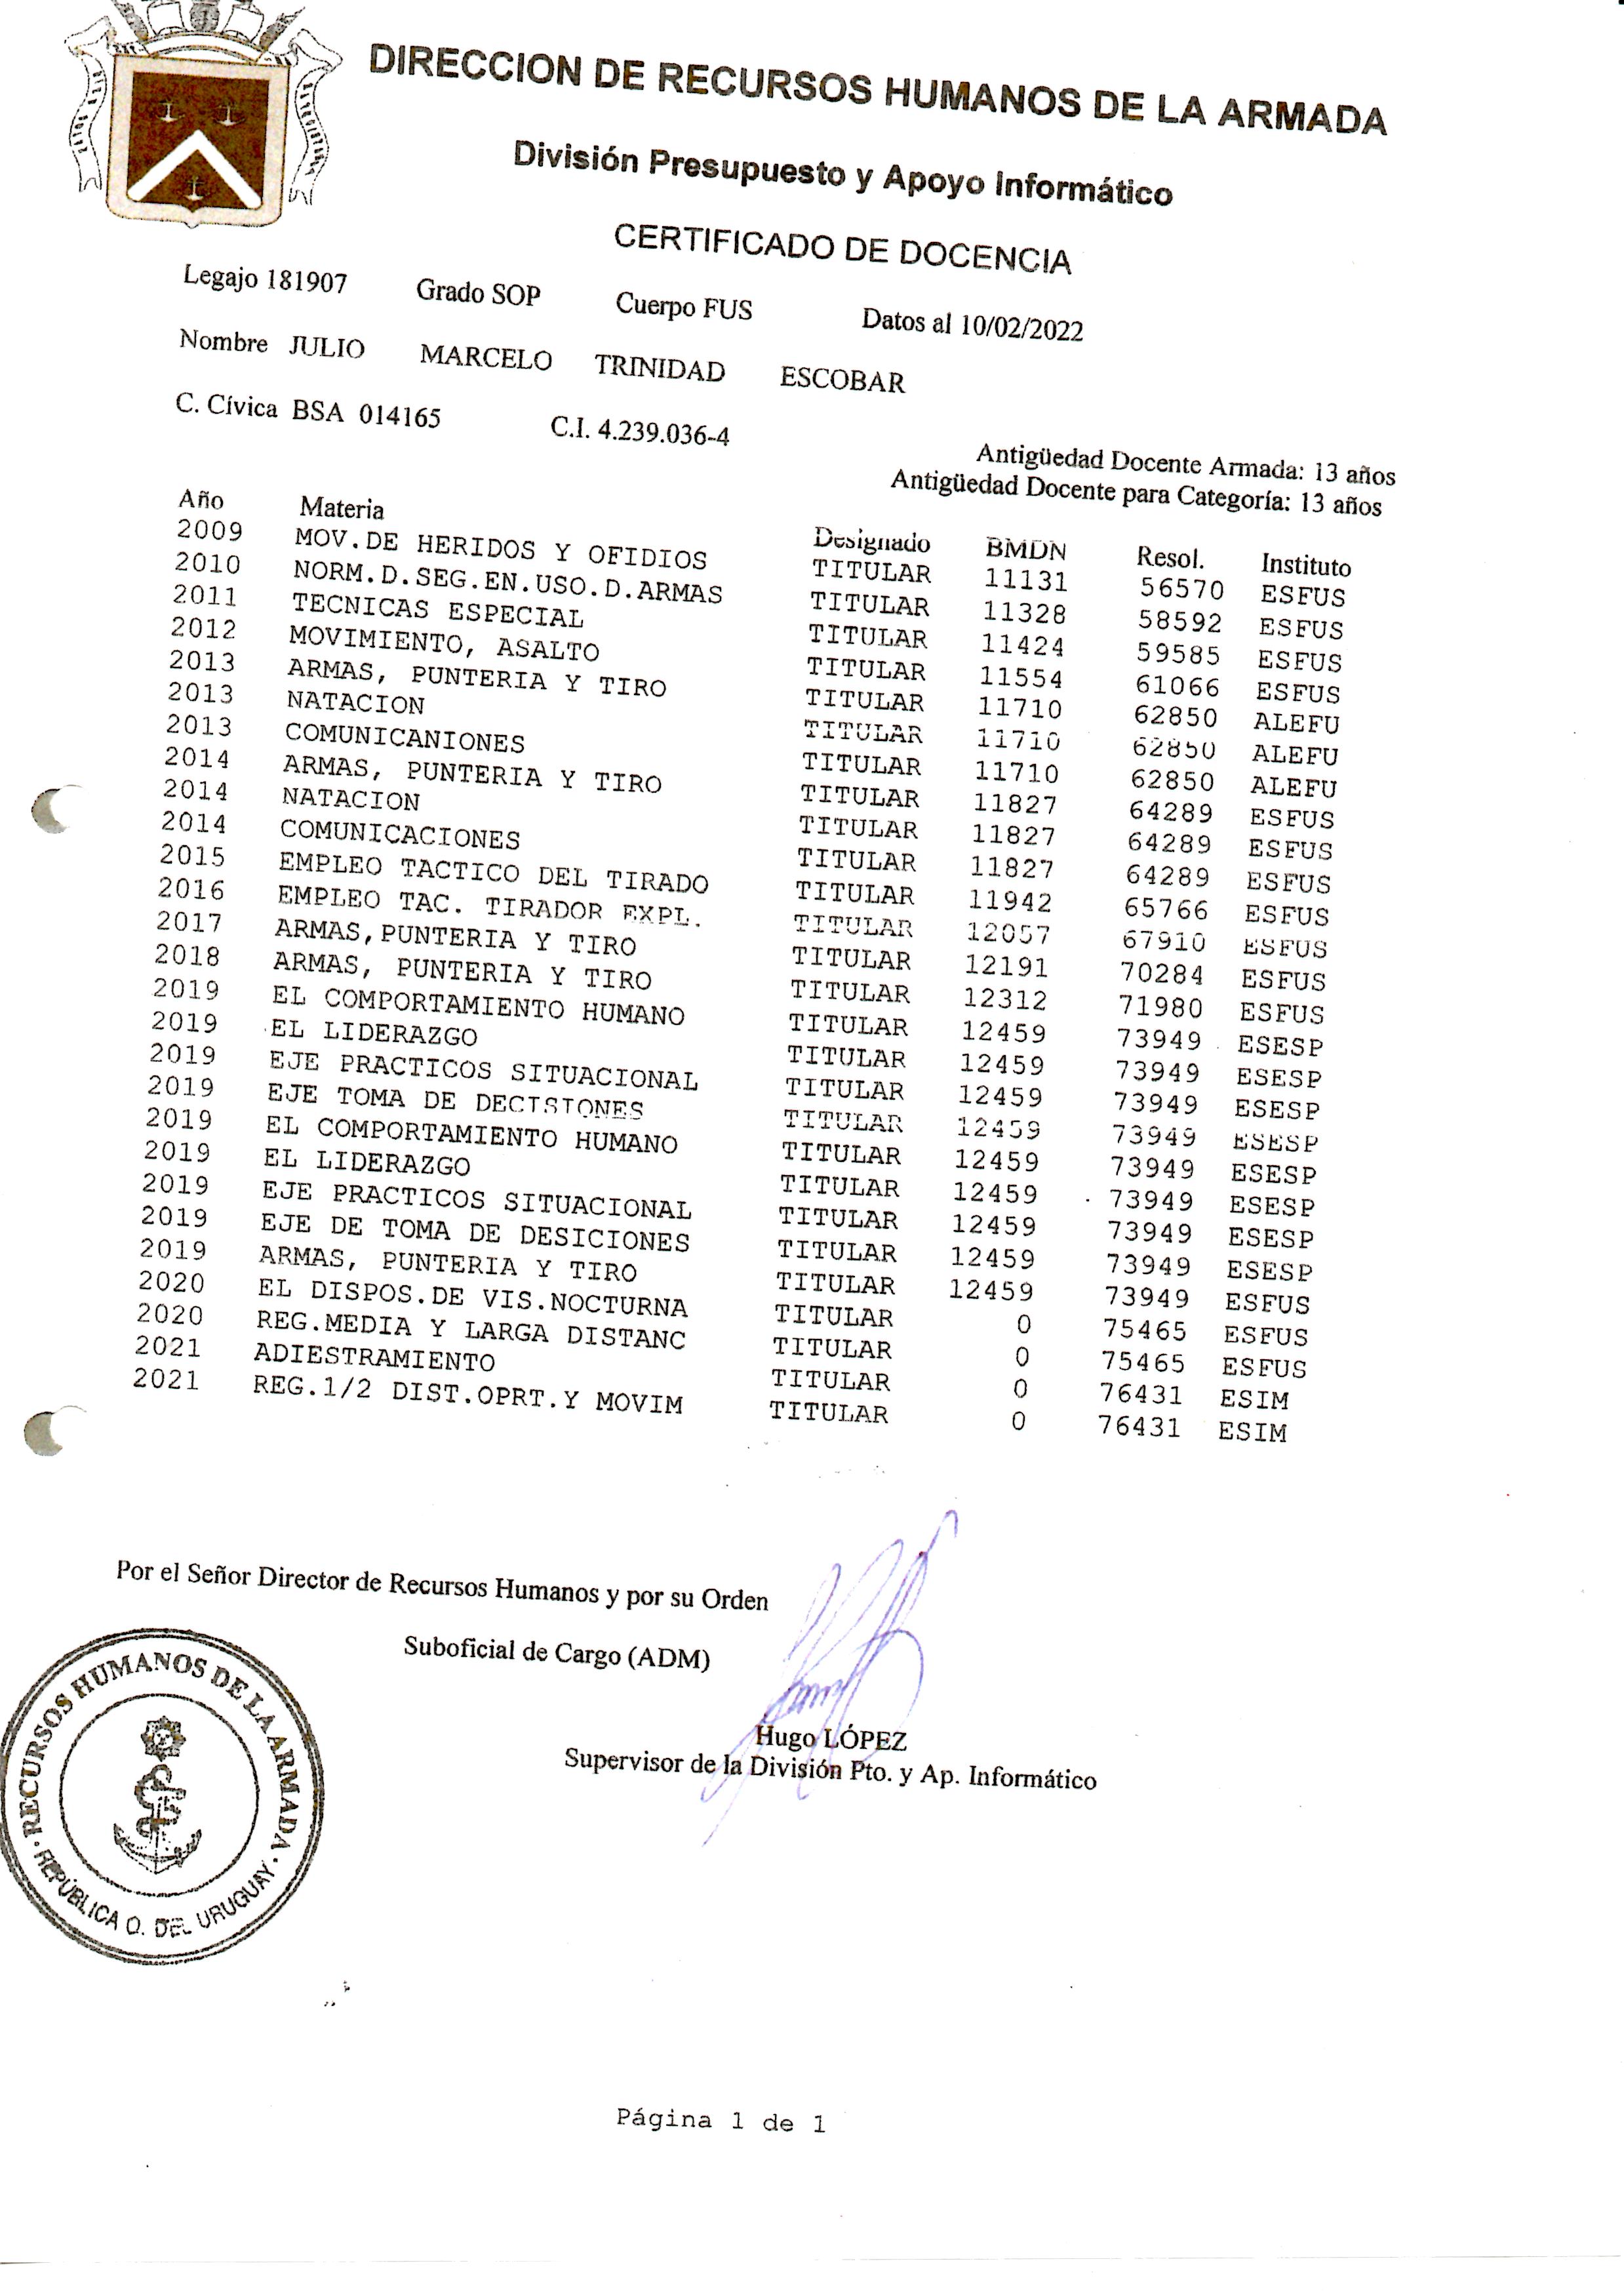 DIRECCION DE RECURSOS HUMANOS DE LA ARMADA
División Presupuesto y Apoyo Informático
CERTIFICADO DE DOCENCIA
Legajo 181907 Grado SOP Cuerpo FUS Datos al 10/02/2022
Nombre JULIO MARCELO TRINIDAD ESCOBAR
C. Cívica BSA 014165 C.I. 4.239.036-4
Antigüedad Docente Armada: 13 años
Antigüedad Docente para Categoría: 13 años
Año Materia Designado BMDN Resol. Instituto
2009 MOV.DE HERIDOS Y OFIDIOS TITULAR 11131 56570 ESFUS
2010 NORM.D.SEG.EN.USO.D.ARMAS TITULAR 11328 58592 ESFUS
2011 TECNICAS ESPECIAL TITULAR 11424 59585 ESFUS
2012 MOVIMIENTO, ASALTO TITULAR 11554 61066 ESFUS
2013 ARMAS, PUNTERIA Y TIRO TITULAR 11710 62850 ALEFU
2013 NATACION TITULAR 11710 62850 ALEFU
2013 COMUNICANIONES TITULAR 11710 62850 ALEFU
2014 ARMAS, PUNTERIA Y TIRO TITULAR 11827 64289 ESFUS
2014 NATACION TITULAR 11827 64289 ESFUS
2014 COMUNICACIONES TITULAR 11827 64289 ESFUS
2015 EMPLEO TACTICO DEL TIRADO TITULAR 11942 65766 ESFUS
2016 EMPLEO TAC. TIRADOR EXPL. TITULAR 12057 67910 ESFUS
2017 ARMAS,PUNTERIA Y TIRO TITULAR 12191 70284 ESFUS
2018 ARMAS, PUNTERIA Y TIRO TITULAR 12312 71980 ESFUS
2019 EL COMPORTAMIENTO HUMANO TITULAR 12459 73949 ESESP
2019 EL LIDERAZGO TITULAR 12459 73949 ESESP
2019 EJE PRACTICOS SITUACIONAL TITULAR 12459 73949 ESESP
2019 EJE TOMA DE DECISIONES TITULAR 12459 73949 ESESP
2019 EL COMPORTAMIENTO HUMANO TITULAR 12459 73949 ESESP
2019 EL LIDERAZGO TITULAR 12459 73949 ESESP
2019 EJE PRACTICOS SITUACIONAL TITULAR 12459 73949 ESESP
2019 EJE DE TOMA DE DESICIONES TITULAR 12459 73949 ESESP
2019 ARMAS, PUNTERIA Y TIRO TITULAR 12459 73949 ESFUS
2020 EL DISPOS.DE VIS.NOCTURNA TITULAR 0 75465 ESFUS
2020 REG.MEDIA Y LARGA DISTANC TITULAR 0 75465 ESFUS
2021 ADIESTRAMIENTO TITULAR 0 76431 ESIM
2021 REG.1/2 DIST.OPRT.Y MOVIM TITULAR 0 76431 ESIM
Por el Señor Director de Recursos Humanos y por su Orden
Suboficial de Cargo (ADM)
Hugo LÓPEZ
Supervisor de la División Pto. y Ap. Informático
RECURSOS HUMANOS DE LA ARMADA
REPÚBLICA O. DEL URUGUAY
Página 1 de 1